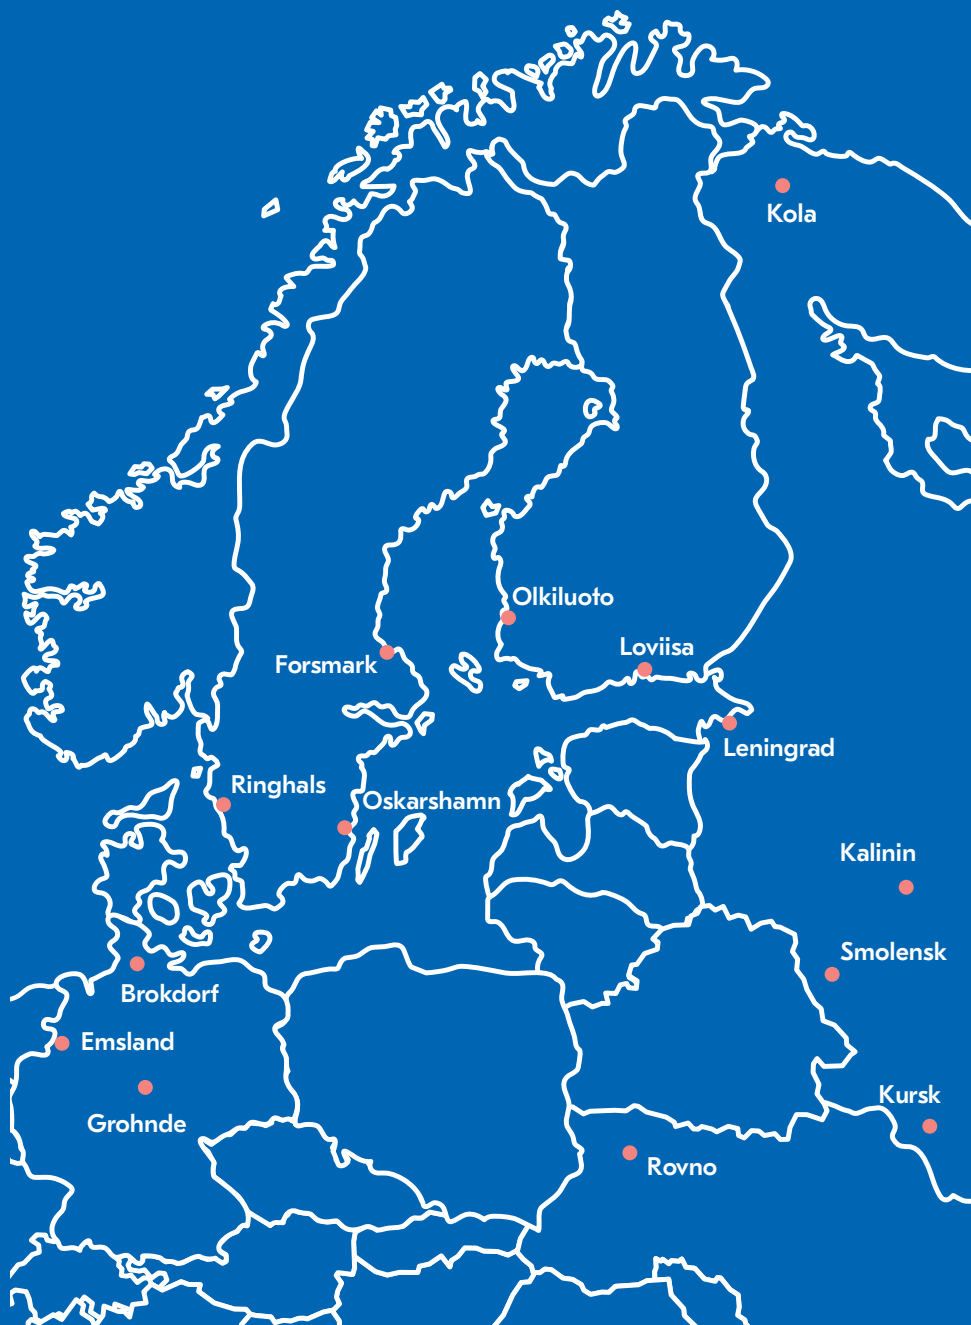 Kola
Olkiluoto
Loviisa
Forsmark
Leningrad
Ringhals
Oskarshamn
Kalinin
Smolensk
Brokdorf
Emsland
Kursk
Grohnde
Rovno